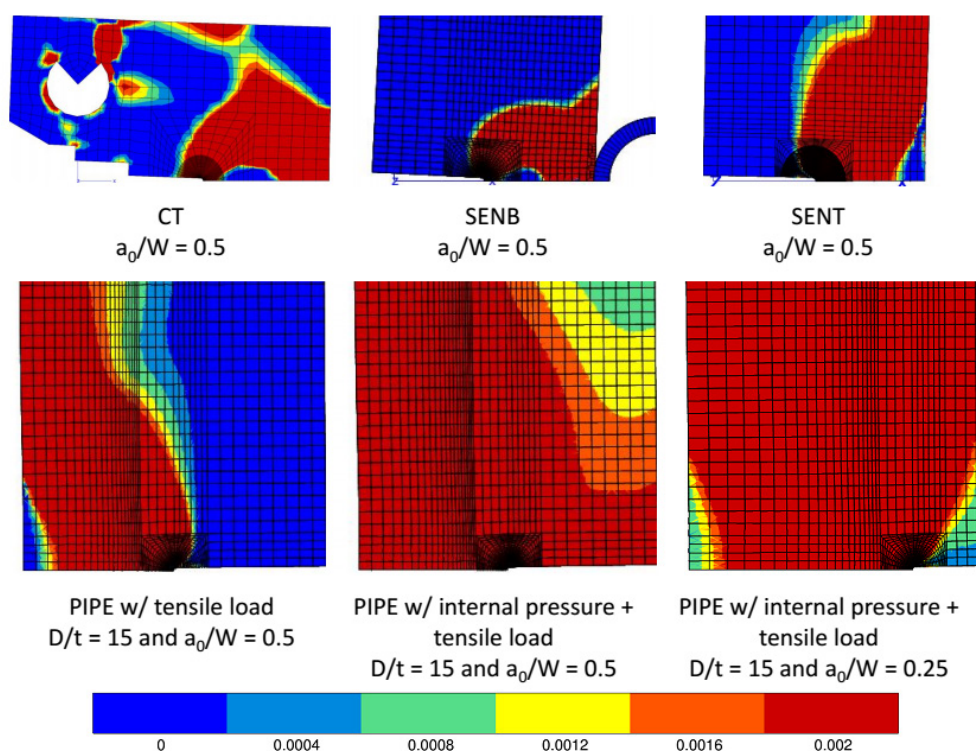 z
x
y
x
CT
a₀/W = 0.5
SENB
a₀/W = 0.5
SENT
a₀/W = 0.5
PIPE w/ tensile load
D/t = 15 and a₀/W = 0.5
PIPE w/ internal pressure +
tensile load
D/t = 15 and a₀/W = 0.5
PIPE w/ internal pressure +
tensile load
D/t = 15 and a₀/W = 0.25
0 0.0004 0.0008 0.0012 0.0016 0.002